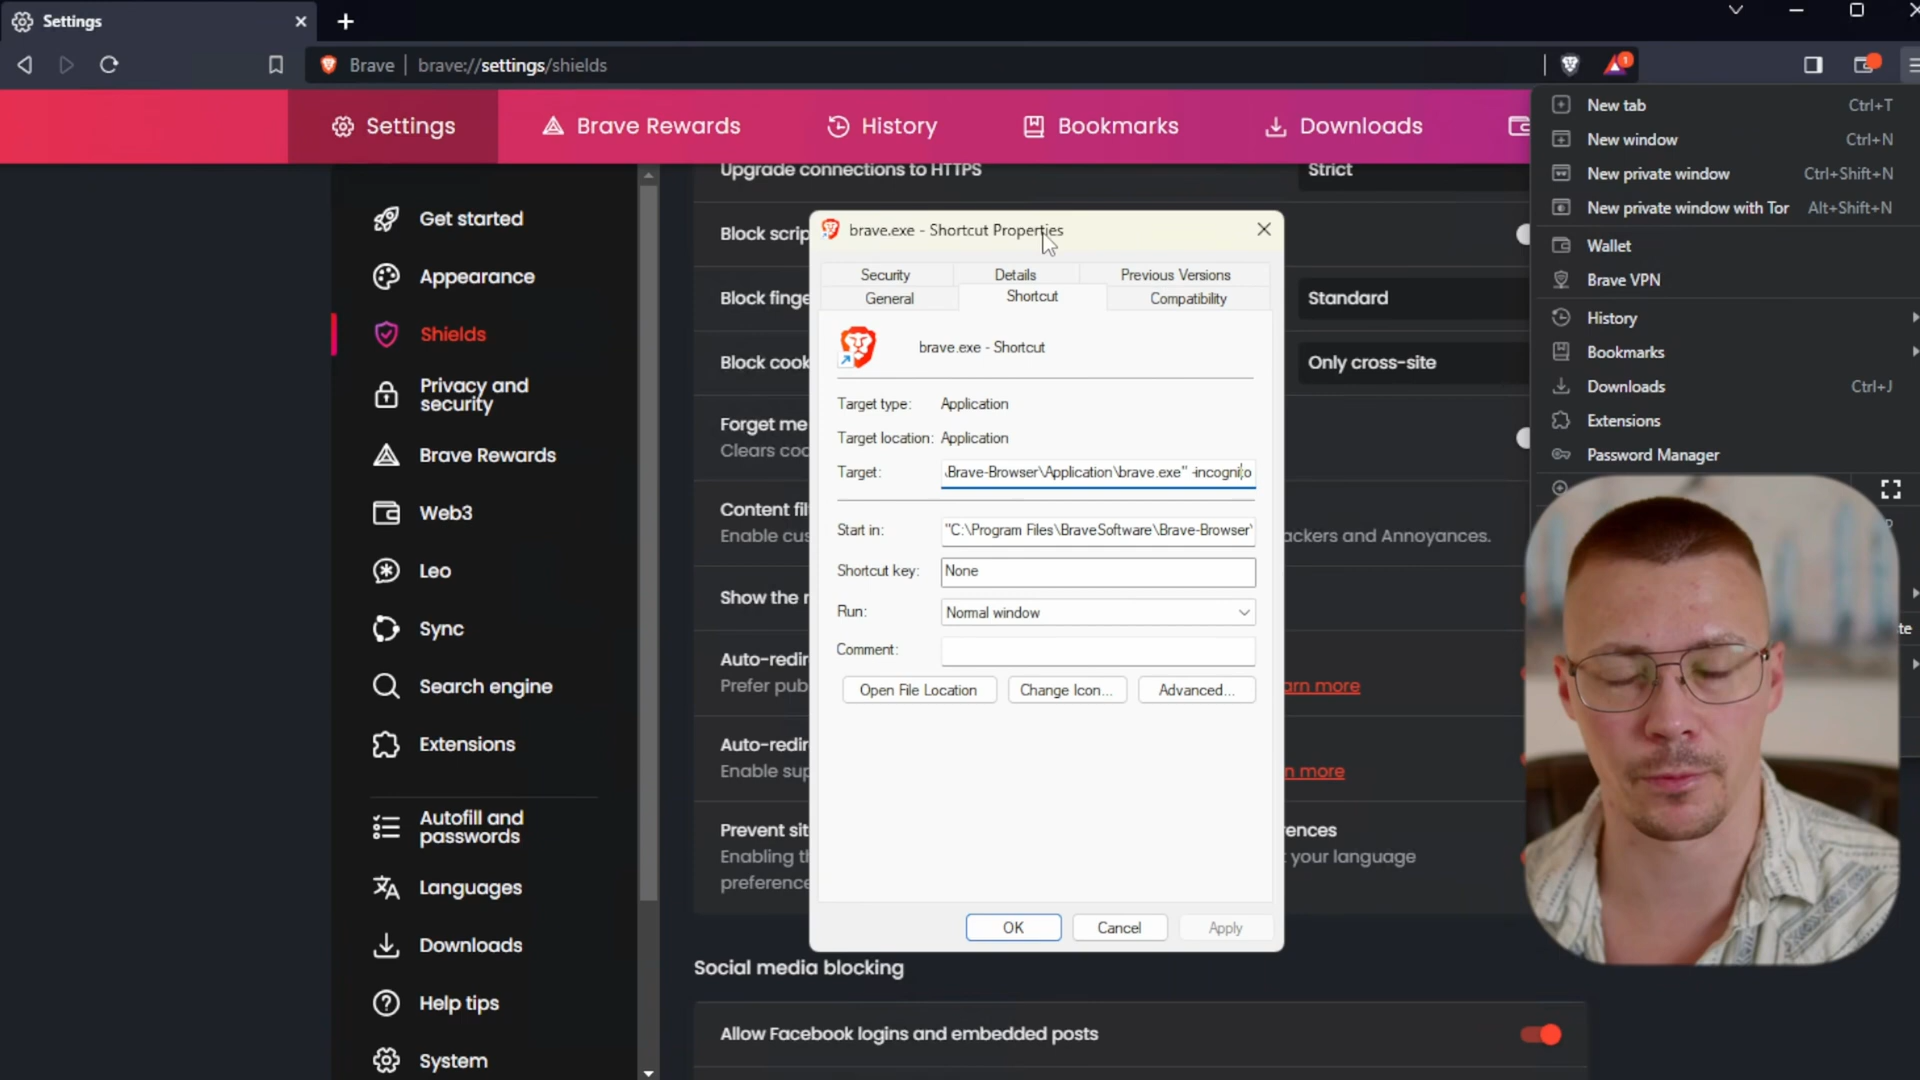 Settings
Brave
brave://settings/shields
1
Settings
Brave Rewards
History
Bookmarks
Downloads
New tab Ctrl+T
New window Ctrl+N
New private window Ctrl+Shift+N
New private window with Tor Alt+Shift+N
Wallet
Brave VPN
History
Bookmarks
Downloads Ctrl+J
Extensions
Password Manager
Get started
Appearance
Shields
Privacy and
security
Brave Rewards
Web3
Leo
Sync
Search engine
Extensions
Autofill and
passwords
Languages
Downloads
Help tips
System
Upgrade connections to HTTPS Strict
Block scrip
Block finge Standard
Block cook Only cross-site
Forget me
Clears coo
Content fil
Enable cus ackers and Annoyances.
Show the r
Auto-redir
Prefer pub arn more
Auto-redir
Enable sup n more
Prevent sit ences
Enabling th your language
preference
Social media blocking
Allow Facebook logins and embedded posts
brave.exe - Shortcut Properties
Security Details Previous Versions
General Shortcut Compatibility
brave.exe - Shortcut
Target type: Application
Target location: Application
Target: \Brave-Browser\Application\brave.exe" -incognito
Start in: "C:\Program Files\BraveSoftware\Brave-Browser\
Shortcut key: None
Run: Normal window
Comment:
Open File Location Change Icon... Advanced...
OK Cancel Apply
te